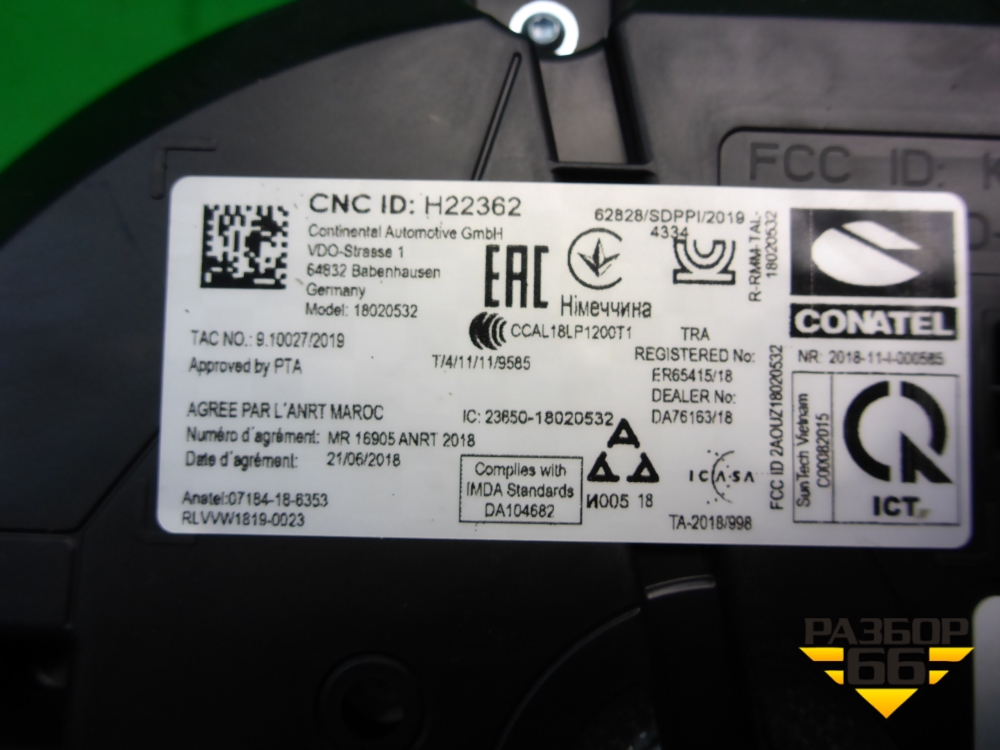 FCC ID: K
CNC ID: H22362
Continental Automotive GmbH
VDO-Strasse 1
64832 Babenhausen
Germany
Model: 18020532
TAC NO.: 9.10027/2019
Approved by PTA
EAC
Німеччина
CCAL18LP1200T1
T/4/11/11/9585
62828/SDPPI/2019
4334
R-RMM-TAL-
18020532
TRA
REGISTERED No:
ER65415/18
DEALER No:
DA76163/18
CONATEL
NR: 2018-11-I-000585
AGREE PAR L'ANRT MAROC
Numéro d'agrément: MR 16905 ANRT 2018
Date d'agrément: 21/06/2018
IC: 23650-18020532
Anatel:07184-18-6353
RLVVW1819-0023
Complies with
IMDA Standards
DA104682
И005 18
ICASA
TA-2018/998
FCC ID 2AOUZ18020532
SunTech Vietnam
C00082015
ICT
РАЗБОР
66